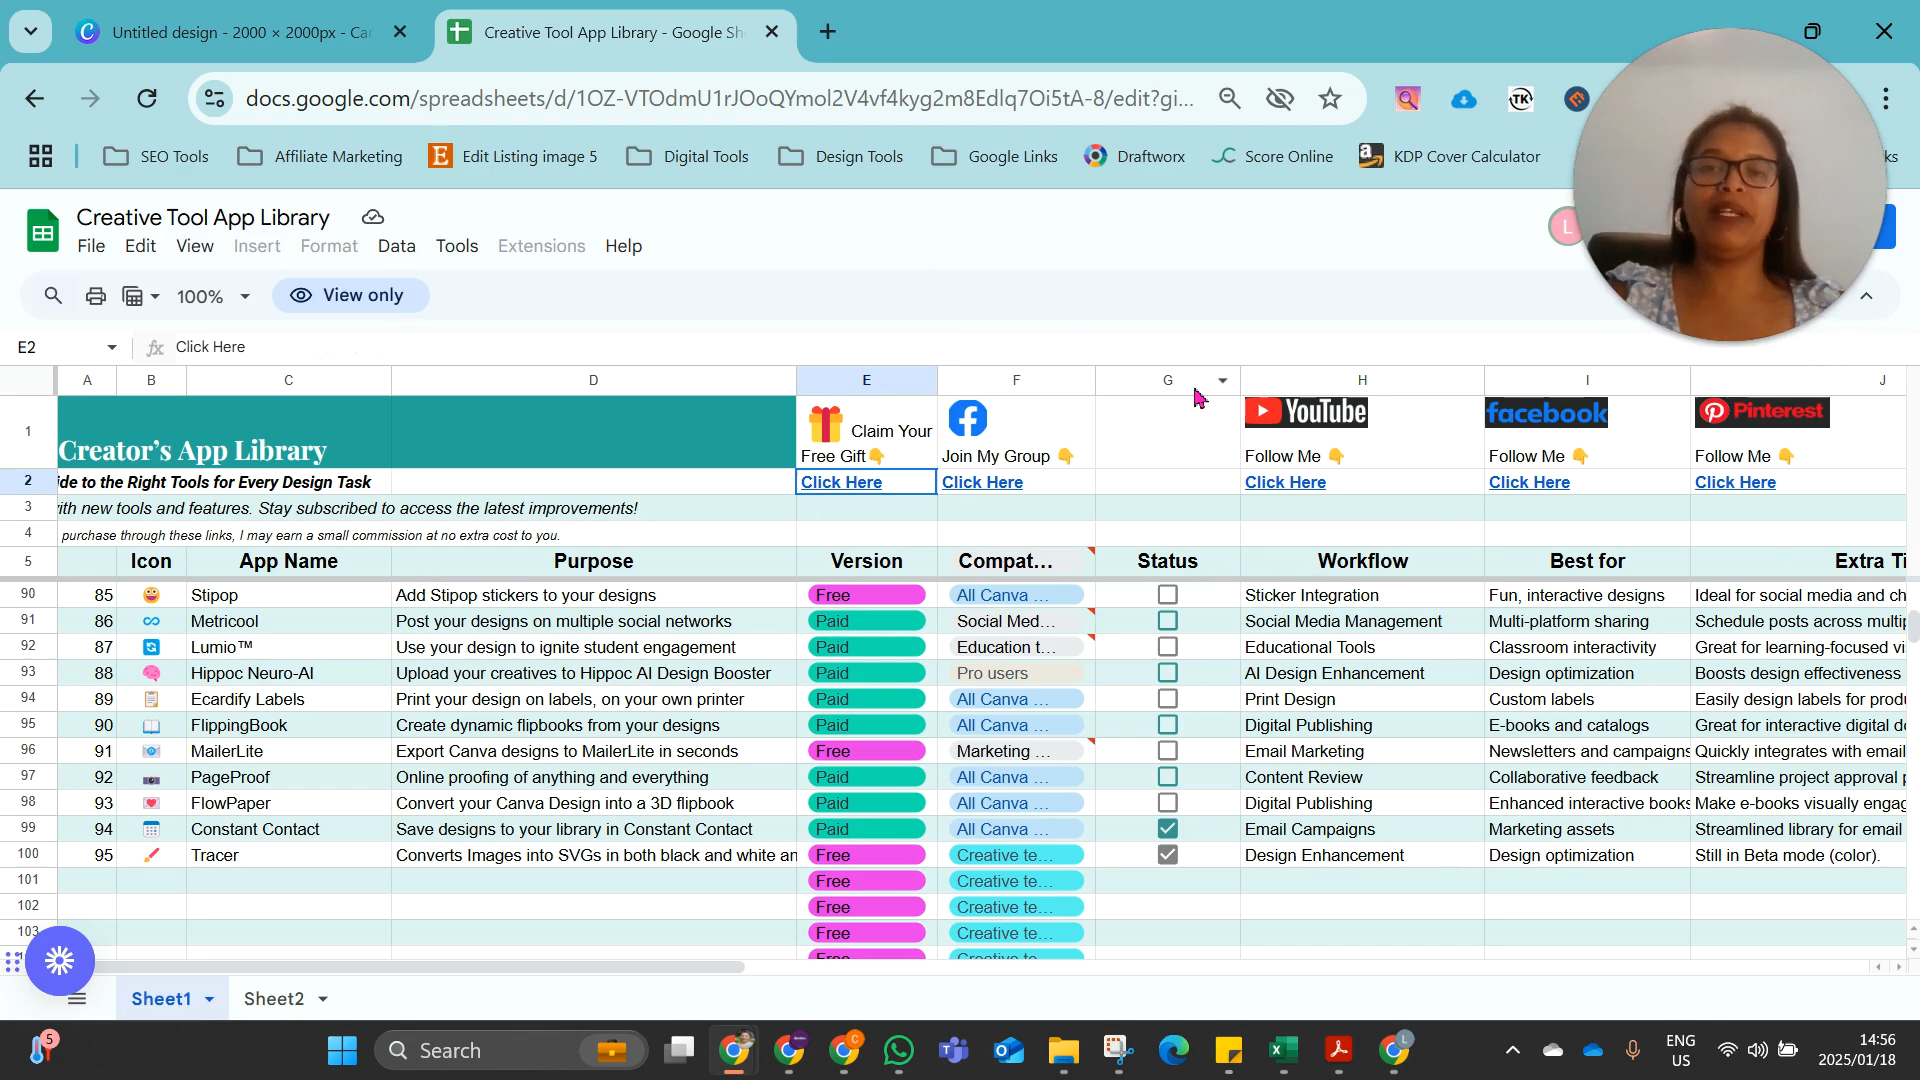 Untitled design - 2000 × 2000px - Ca
Creative Tool App Library - Google Sh
docs.google.com/spreadsheets/d/1OZ-VTOdmU1rJOoQYmol2V4vf4kyg2m8Edlq7Oi5tA-8/edit?gi...
TK
SEO Tools
Affiliate Marketing
E Edit Listing image 5
Digital Tools
Design Tools
Google Links
Draftworx
Score Online
a KDP Cover Calculator
ks
Creative Tool App Library
L
File Edit View Insert Format Data Tools Extensions Help
100%
View only
E2
fx Click Here
A B C D E F G H I J
1 Creator's App Library
Claim Your Free Gift👇
Join My Group 👇
YouTube
Follow Me 👇
facebook
Follow Me 👇
Pinterest
Follow Me 👇
2 ide to the Right Tools for Every Design Task Click Here Click Here Click Here Click Here Click Here
3 ith new tools and features. Stay subscribed to access the latest improvements!
4 purchase through these links, I may earn a small commission at no extra cost to you.
5 Icon App Name Purpose Version Compat... Status Workflow Best for Extra Ti
90 85 Stipop Add Stipop stickers to your designs Free All Canva ... Sticker Integration Fun, interactive designs Ideal for social media and ch
91 86 Metricool Post your designs on multiple social networks Paid Social Med... Social Media Management Multi-platform sharing Schedule posts across multip
92 87 Lumio™ Use your design to ignite student engagement Paid Education t... Educational Tools Classroom interactivity Great for learning-focused vi
93 88 Hippoc Neuro-AI Upload your creatives to Hippoc AI Design Booster Paid Pro users AI Design Enhancement Design optimization Boosts design effectiveness
94 89 Ecardify Labels Print your design on labels, on your own printer Paid All Canva ... Print Design Custom labels Easily design labels for produ
95 90 FlippingBook Create dynamic flipbooks from your designs Paid All Canva ... Digital Publishing E-books and catalogs Great for interactive digital d
96 91 MailerLite Export Canva designs to MailerLite in seconds Free Marketing ... Email Marketing Newsletters and campaigns Quickly integrates with email
97 92 PageProof Online proofing of anything and everything Paid All Canva ... Content Review Collaborative feedback Streamline project approval p
98 93 FlowPaper Convert your Canva Design into a 3D flipbook Paid All Canva ... Digital Publishing Enhanced interactive books Make e-books visually engag
99 94 Constant Contact Save designs to your library in Constant Contact Paid All Canva ... Email Campaigns Marketing assets Streamlined library for email
100 95 Tracer Converts Images into SVGs in both black and white an Free Creative te... Design Enhancement Design optimization Still in Beta mode (color).
101 Free Creative te...
102 Free Creative te...
103 Free Creative te...
Free Creative te...
Sheet1 Sheet2
5
Search
ENG
US
14:56
2025/01/18